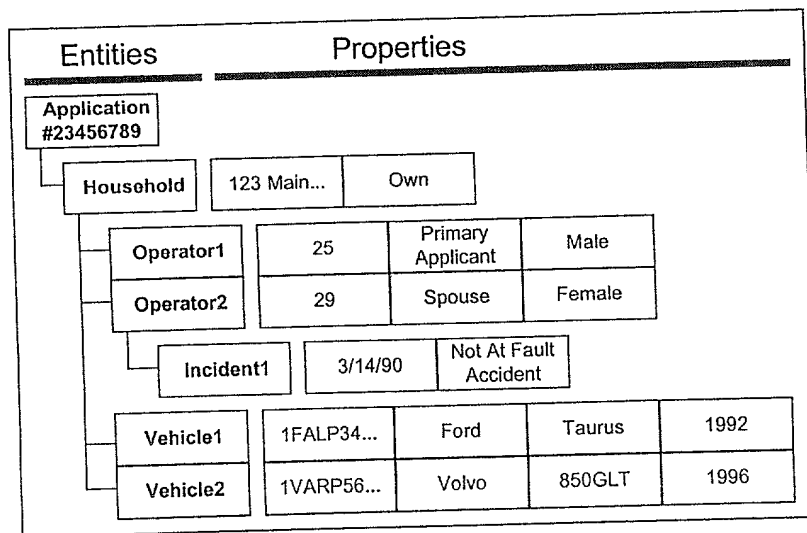 Entities Properties
Application
#23456789
Household 123 Main... Own
Operator1 25 Primary Applicant Male
Operator2 29 Spouse Female
Incident1 3/14/90 Not At Fault Accident
Vehicle1 1FALP34... Ford Taurus 1992
Vehicle2 1VARP56... Volvo 850GLT 1996